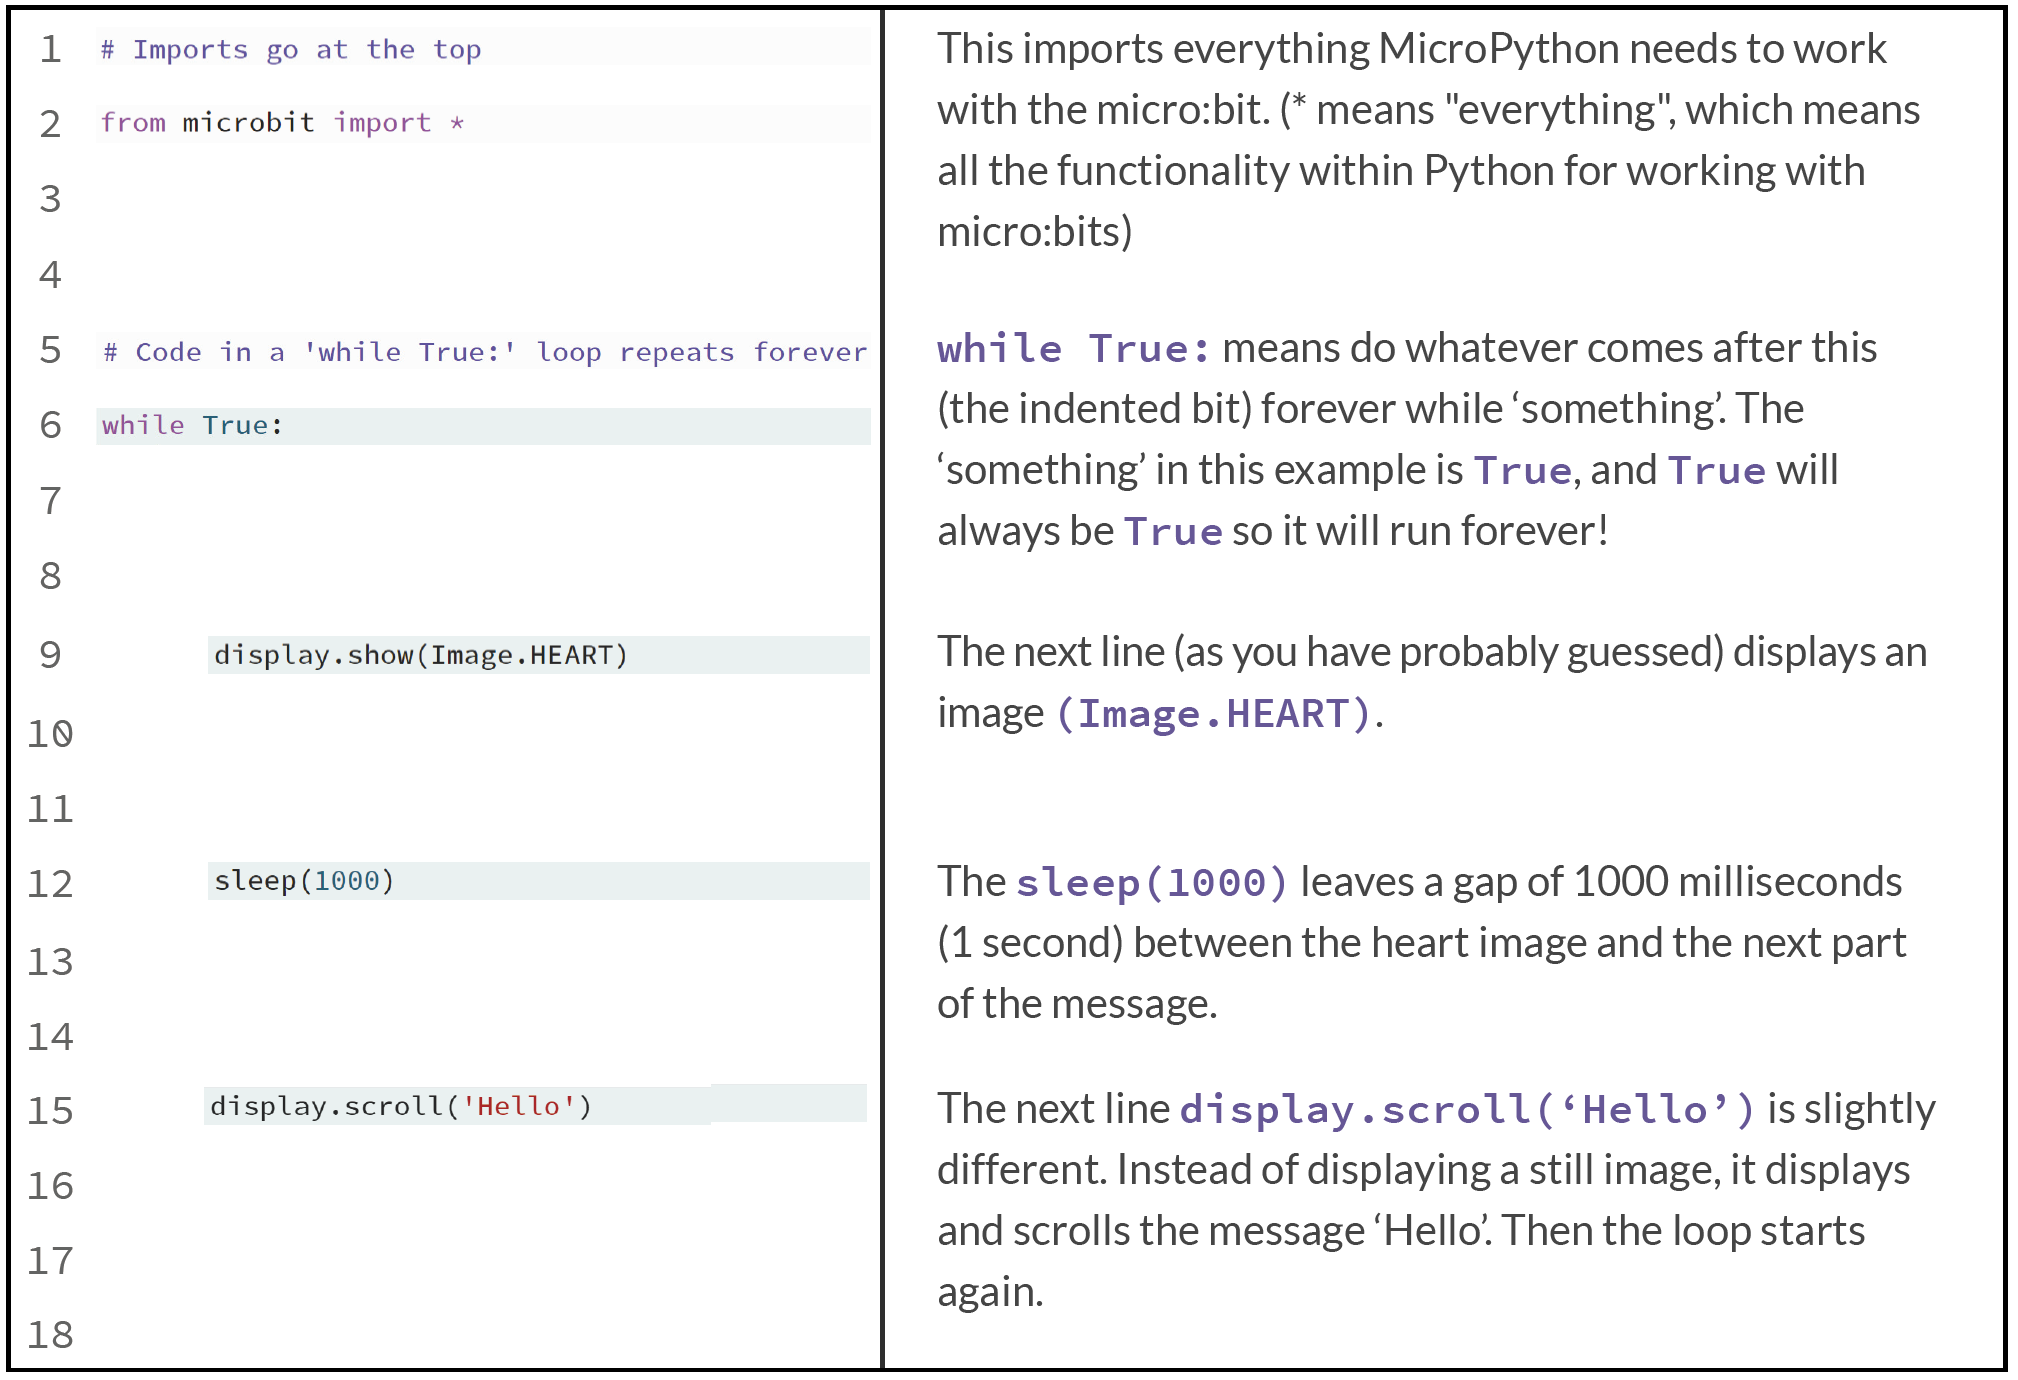 1 # Imports go at the top
2 from microbit import *
3
4
5 # Code in a 'while True:' loop repeats forever
6 while True:
7
8
9 display.show(Image.HEART)
10
11
12 sleep(1000)
13
14
15 display.scroll('Hello')
16
17
18
This imports everything MicroPython needs to work
with the micro:bit. (* means "everything", which means
all the functionality within Python for working with
micro:bits)
while True: means do whatever comes after this
(the indented bit) forever while ‘something’. The
‘something’ in this example is True, and True will
always be True so it will run forever!
The next line (as you have probably guessed) displays an
image (Image.HEART).
The sleep(1000) leaves a gap of 1000 milliseconds
(1 second) between the heart image and the next part
of the message.
The next line display.scroll(‘Hello’) is slightly
different. Instead of displaying a still image, it displays
and scrolls the message ‘Hello’. Then the loop starts
again.